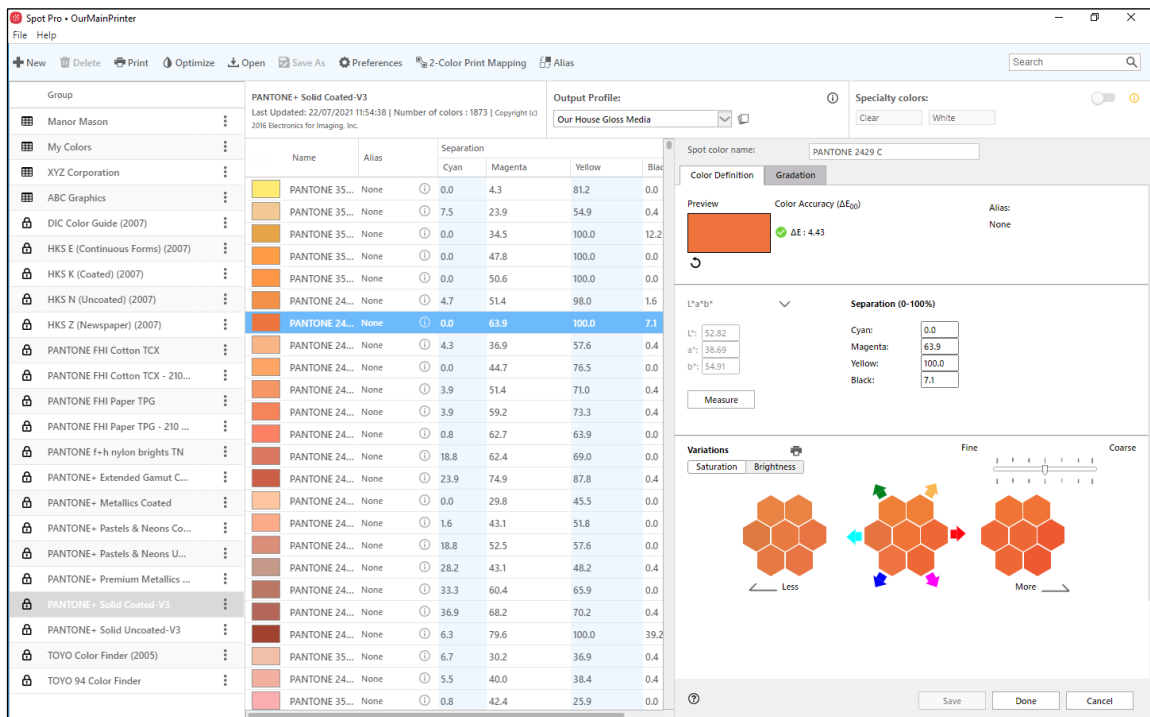 Spot Pro • OurMainPrinter
File Help
New Delete Print Optimize Open Save As Preferences 2-Color Print Mapping Alias Search
Group
Manor Mason
My Colors
XYZ Corporation
ABC Graphics
DIC Color Guide (2007)
HKS E (Continuous Forms) (2007)
HKS K (Coated) (2007)
HKS N (Uncoated) (2007)
HKS Z (Newspaper) (2007)
PANTONE FHI Cotton TCX
PANTONE FHI Cotton TCX - 210...
PANTONE FHI Paper TPG
PANTONE FHI Paper TPG - 210 ...
PANTONE f+h nylon brights TN
PANTONE+ Extended Gamut C...
PANTONE+ Metallics Coated
PANTONE+ Pastels & Neons Co...
PANTONE+ Pastels & Neons U...
PANTONE+ Premium Metallics ...
PANTONE+ Solid Coated-V3
PANTONE+ Solid Uncoated-V3
TOYO Color Finder (2005)
TOYO 94 Color Finder
PANTONE+ Solid Coated-V3
Last Updated: 22/07/2021 11:54:38 | Number of colors : 1873 | Copyright (c)
2016 Electronics for Imaging, Inc.
Output Profile:
Our House Gloss Media
Specialty colors:
Clear White
Name Alias Separation
Cyan Magenta Yellow Blac
PANTONE 35... None 0.0 4.3 81.2 0.0
PANTONE 35... None 7.5 23.9 54.9 0.4
PANTONE 35... None 0.0 34.5 100.0 12.2
PANTONE 35... None 0.0 47.8 100.0 0.0
PANTONE 35... None 0.0 50.6 100.0 0.0
PANTONE 24... None 4.7 51.4 98.0 1.6
PANTONE 24... None 0.0 63.9 100.0 7.1
PANTONE 24... None 4.3 36.9 57.6 0.4
PANTONE 24... None 0.0 44.7 76.5 0.0
PANTONE 24... None 3.9 51.4 71.0 0.4
PANTONE 24... None 3.9 59.2 73.3 0.4
PANTONE 24... None 0.8 62.7 63.9 0.0
PANTONE 24... None 18.8 62.4 69.0 0.0
PANTONE 24... None 23.9 74.9 87.8 0.4
PANTONE 24... None 0.0 29.8 45.5 0.0
PANTONE 24... None 1.6 43.1 51.8 0.0
PANTONE 24... None 18.8 52.5 57.6 0.0
PANTONE 24... None 28.2 43.1 48.2 0.4
PANTONE 24... None 33.3 60.4 65.9 0.0
PANTONE 24... None 36.9 68.2 70.2 0.4
PANTONE 24... None 6.3 79.6 100.0 39.2
PANTONE 35... None 6.7 30.2 36.9 0.4
PANTONE 24... None 5.5 40.0 38.4 0.4
PANTONE 35... None 0.8 42.4 25.9 0.0
Spot color name: PANTONE 2429 C
Color Definition Gradation
Preview Color Accuracy (ΔE00)
ΔE : 4.43
Alias:
None
L*a*b*
L*: 52.82
a*: 38.69
b*: 54.91
Measure
Separation (0-100%)
Cyan: 0.0
Magenta: 63.9
Yellow: 100.0
Black: 7.1
Variations
Saturation Brightness
Fine Coarse
Less More
Save Done Cancel